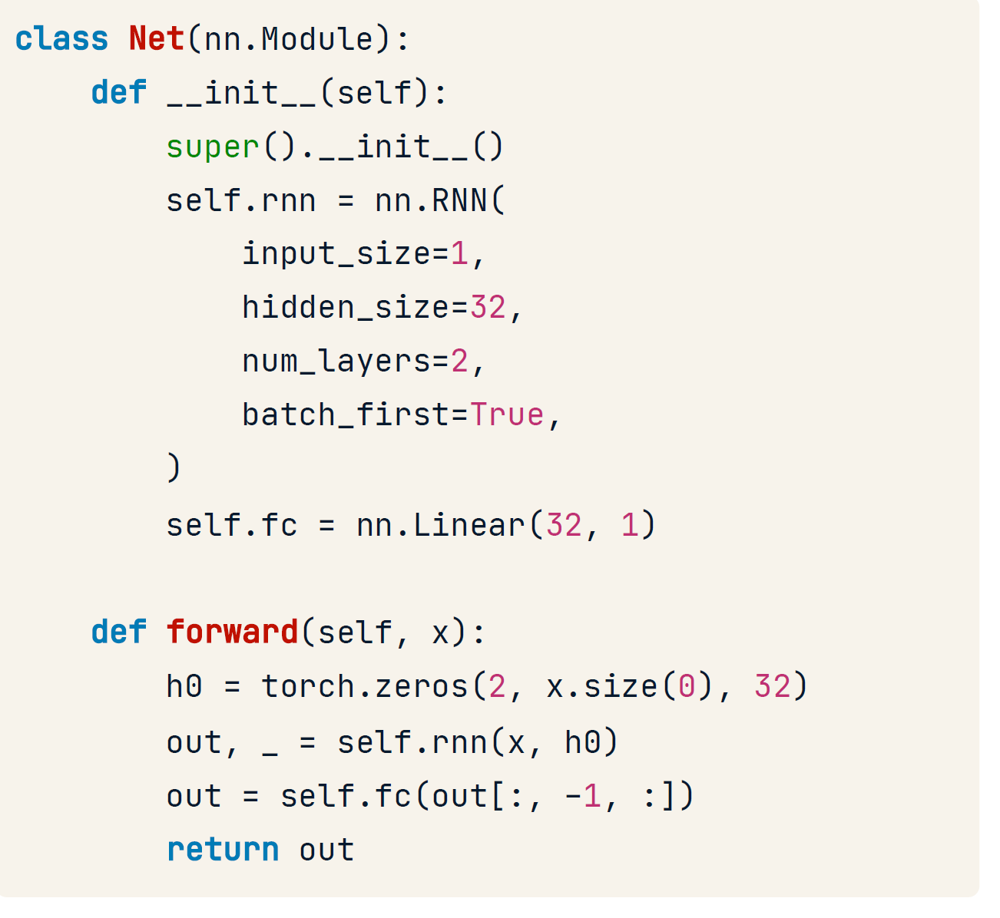 class Net(nn.Module):
    def __init__(self):
        super().__init__()
        self.rnn = nn.RNN(
            input_size=1,
            hidden_size=32,
            num_layers=2,
            batch_first=True,
        )
        self.fc = nn.Linear(32, 1)

    def forward(self, x):
        h0 = torch.zeros(2, x.size(0), 32)
        out, _ = self.rnn(x, h0)
        out = self.fc(out[:, -1, :])
        return out